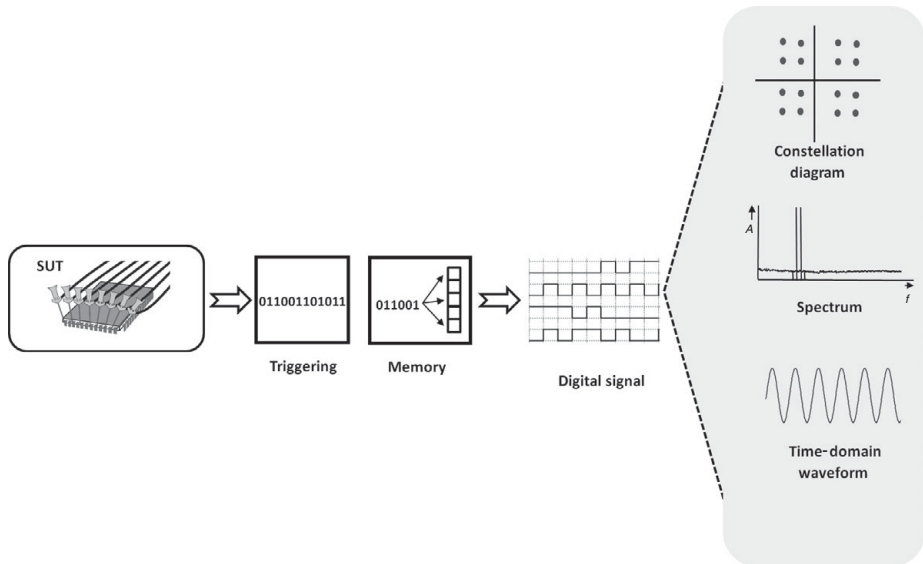 SUT
011001101011
Triggering
011001
Memory
Digital signal
Constellation
diagram
A
f
Spectrum
Time-domain
waveform